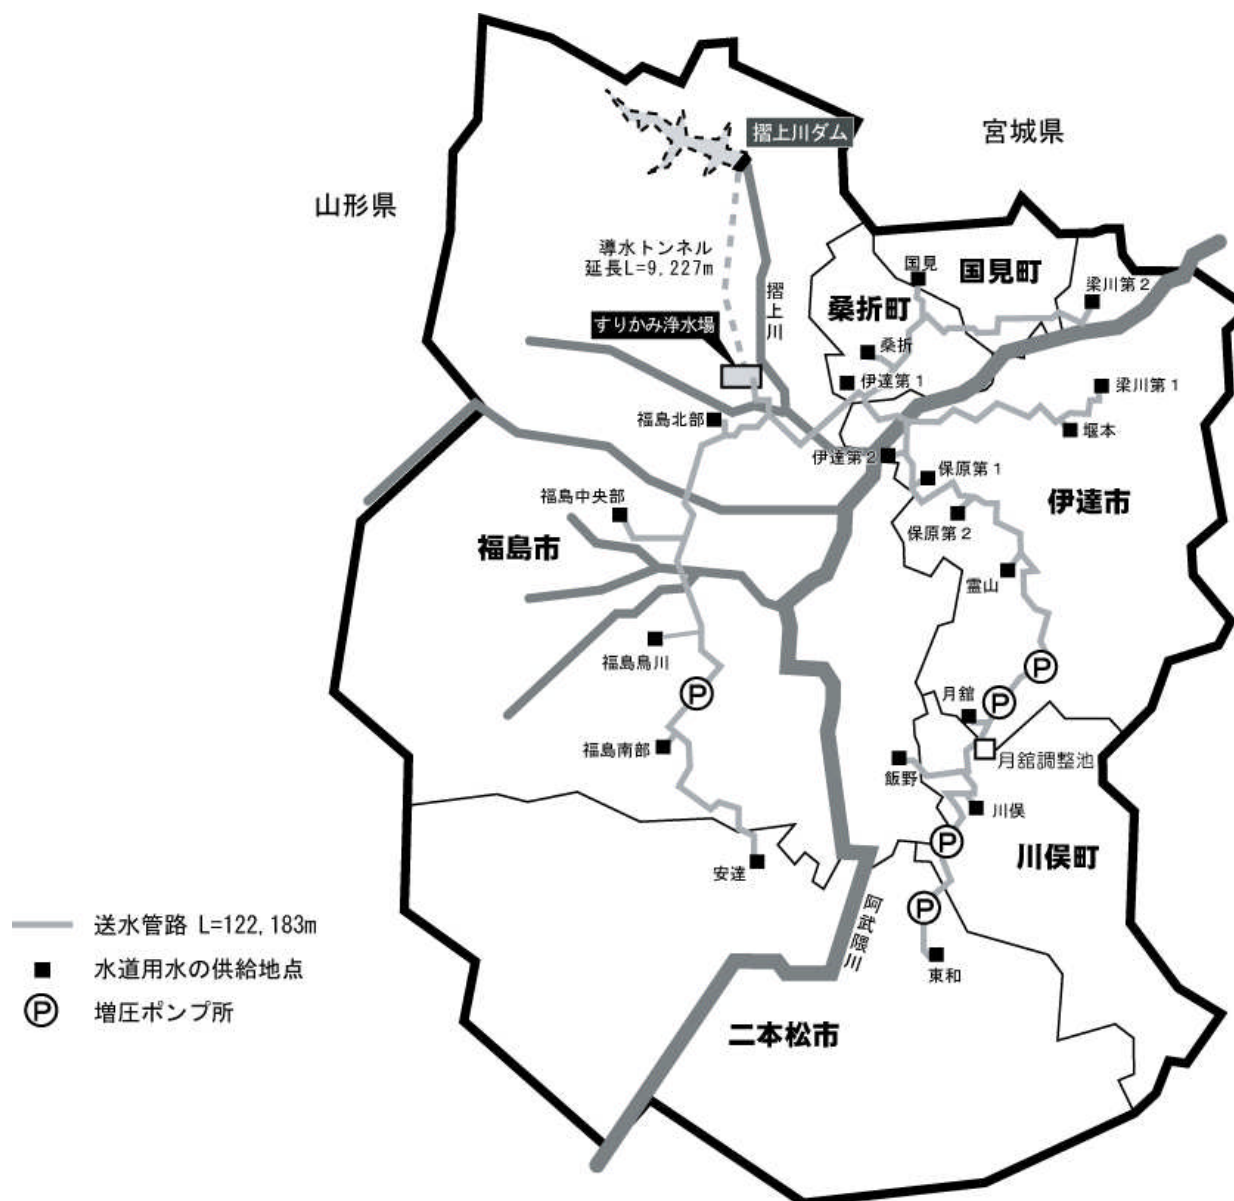 摺上川ダム
宮城県
山形県
導水トンネル
延長L=9,227m
摺上川
国見
国見町
梁川第2
桑折町
すりかみ浄水場
桑折
伊達第1
梁川第1
福島北部
堰本
伊達第2
保原第1
福島中央部
伊達市
保原第2
福島市
霊山
福島鳥川
月舘
福島南部
月舘調整池
飯野
川俣
川俣町
安達
阿武隈川
東和
二本松市
送水管路 L=122,183m
水道用水の供給地点
P 増圧ポンプ所
P
P
P
P
P